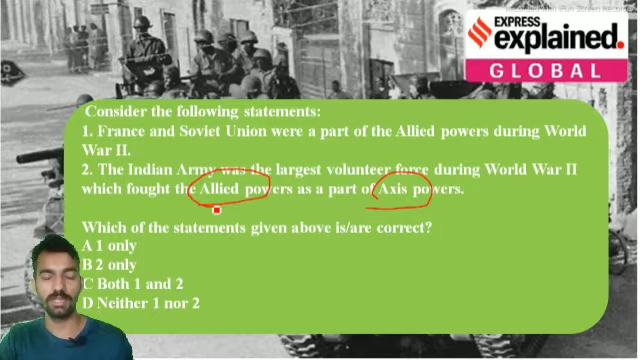 EXPRESS
explained.
GLOBAL
Consider the following statements:
1. France and Soviet Union were a part of the Allied powers during World
War II.
2. The Indian Army was the largest volunteer force during World War II
which fought the Allied powers as a part of Axis powers.
Which of the statements given above is/are correct?
A 1 only
B 2 only
C Both 1 and 2
D Neither 1 nor 2